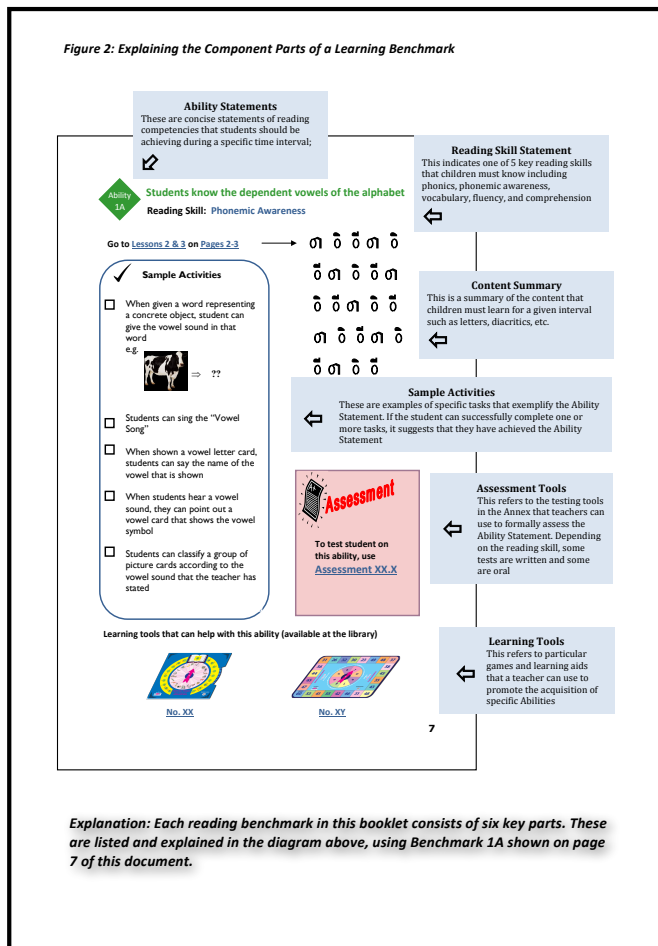 Figure 2: Explaining the Component Parts of a Learning Benchmark
Ability Statements
These are concise statements of reading
competencies that students should be
achieving during a specific time interval;
Reading Skill Statement
This indicates one of 5 key reading skills
that children must know including
phonics, phonemic awareness,
vocabulary, fluency, and comprehension
Ability
1A
Students know the dependent vowels of the alphabet
Reading Skill: Phonemic Awareness
Go to Lessons 2 & 3 on Pages 2-3
Sample Activities
When given a word representing
a concrete object, student can
give the vowel sound in that
word
e.g.
⇒ ??
Students can sing the “Vowel
Song”
When shown a vowel letter card,
students can say the name of the
vowel that is shown
When students hear a vowel
sound, they can point out a
vowel card that shows the vowel
symbol
Students can classify a group of
picture cards according to the
vowel sound that the teacher has
stated
Content Summary
This is a summary of the content that
children must learn for a given interval
such as letters, diacritics, etc.
Sample Activities
These are examples of specific tasks that exemplify the Ability
Statement. If the student can successfully complete one or
more tasks, it suggests that they have achieved the Ability
Statement
Assessment
To test student on
this ability, use
Assessment XX.X
Assessment Tools
This refers to the testing tools
in the Annex that teachers can
use to formally assess the
Ability Statement. Depending
on the reading skill, some
tests are written and some
are oral
Learning tools that can help with this ability (available at the library)
No. XX
No. XY
Learning Tools
This refers to particular
games and learning aids
that a teacher can use to
promote the acquisition of
specific Abilities
7
Explanation: Each reading benchmark in this booklet consists of six key parts. These
are listed and explained in the diagram above, using Benchmark 1A shown on page
7 of this document.